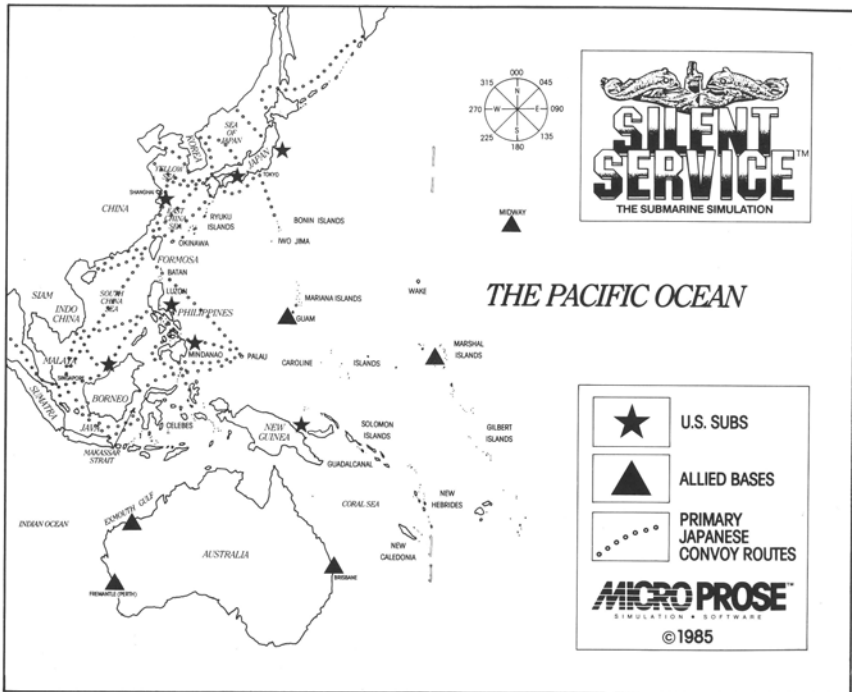 000
045
090
135
180
225
270
315
N
E
S
W
SILENT
SERVICE™
THE SUBMARINE SIMULATION
SEA
OF
JAPAN
KOREA
JAPAN
TOKYO
YELLOW
SHANGHAI
CHINA
EAST
CHINA
SEA
RYUKU
ISLANDS
OKINAWA
BONIN ISLANDS
IWO JIMA
MIDWAY
FORMOSA
BATAN
LUZON
SIAM
INDO
CHINA
SOUTH
CHINA
SEA
PHILIPPINES
MARIANA ISLANDS
GUAM
WAKE
THE PACIFIC OCEAN
MARSHAL
ISLANDS
MALAYA
SINGAPORE
MINDANAO
PALAU
CAROLINE
ISLANDS
SUMATRA
BORNEO
JAVA
CELEBES
MAKASSAR
STRAIT
NEW
GUINEA
SOLOMON
ISLANDS
GILBERT
ISLANDS
GUADALCANAL
CORAL SEA
NEW
HEBRIDES
NEW
CALEDONIA
INDIAN OCEAN
EXMOUTH GULF
AUSTRALIA
FREMANTLE (PERTH)
BRISBANE
U.S. SUBS
ALLIED BASES
PRIMARY
JAPANESE
CONVOY ROUTES
MICROPROSE™
SIMULATION • SOFTWARE
©1985